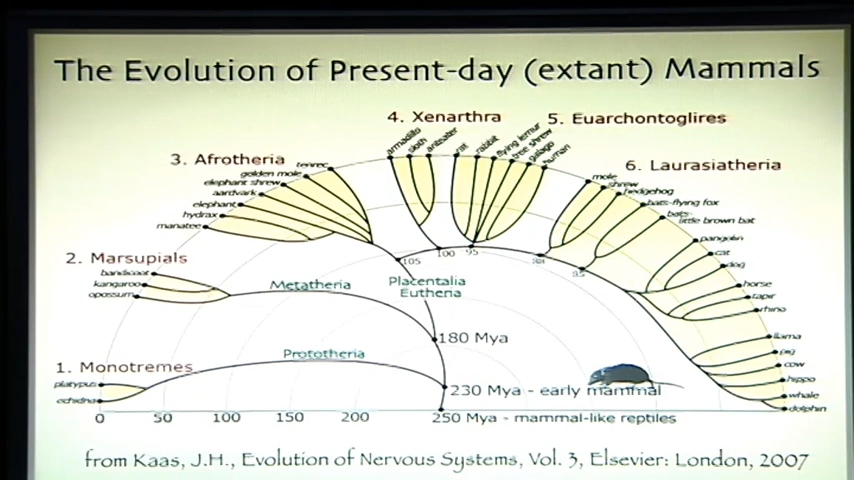 The Evolution of Present-day (extant) Mammals
4. Xenarthra
5. Euarchontoglires
armadillo
sloth
anteater
rat
rabbit
flying lemur
tree shrew
galago
human
3. Afrotheria
tenrec
golden mole
elephant shrew
aardvark
elephant
hydrax
manatee
6. Laurasiatheria
mole
shrew
hedgehog
bats-flying fox
bats-
little brown bat
pangolin
cat
dog
horse
tapir
rhino
llama
pig
cow
hippo
whale
dolphin
2. Marsupials
bandicoot
kangaroo
opossum
Metatheria
105
100
95
88
85
Placentalia
Eutheria
180 Mya
1. Monotremes
platypus
echidna
Prototheria
230 Mya - early mammal
0 50 100 150 200 250 Mya - mammal-like reptiles
from Kaas, J.H., Evolution of Nervous Systems, Vol. 3, Elsevier: London, 2007